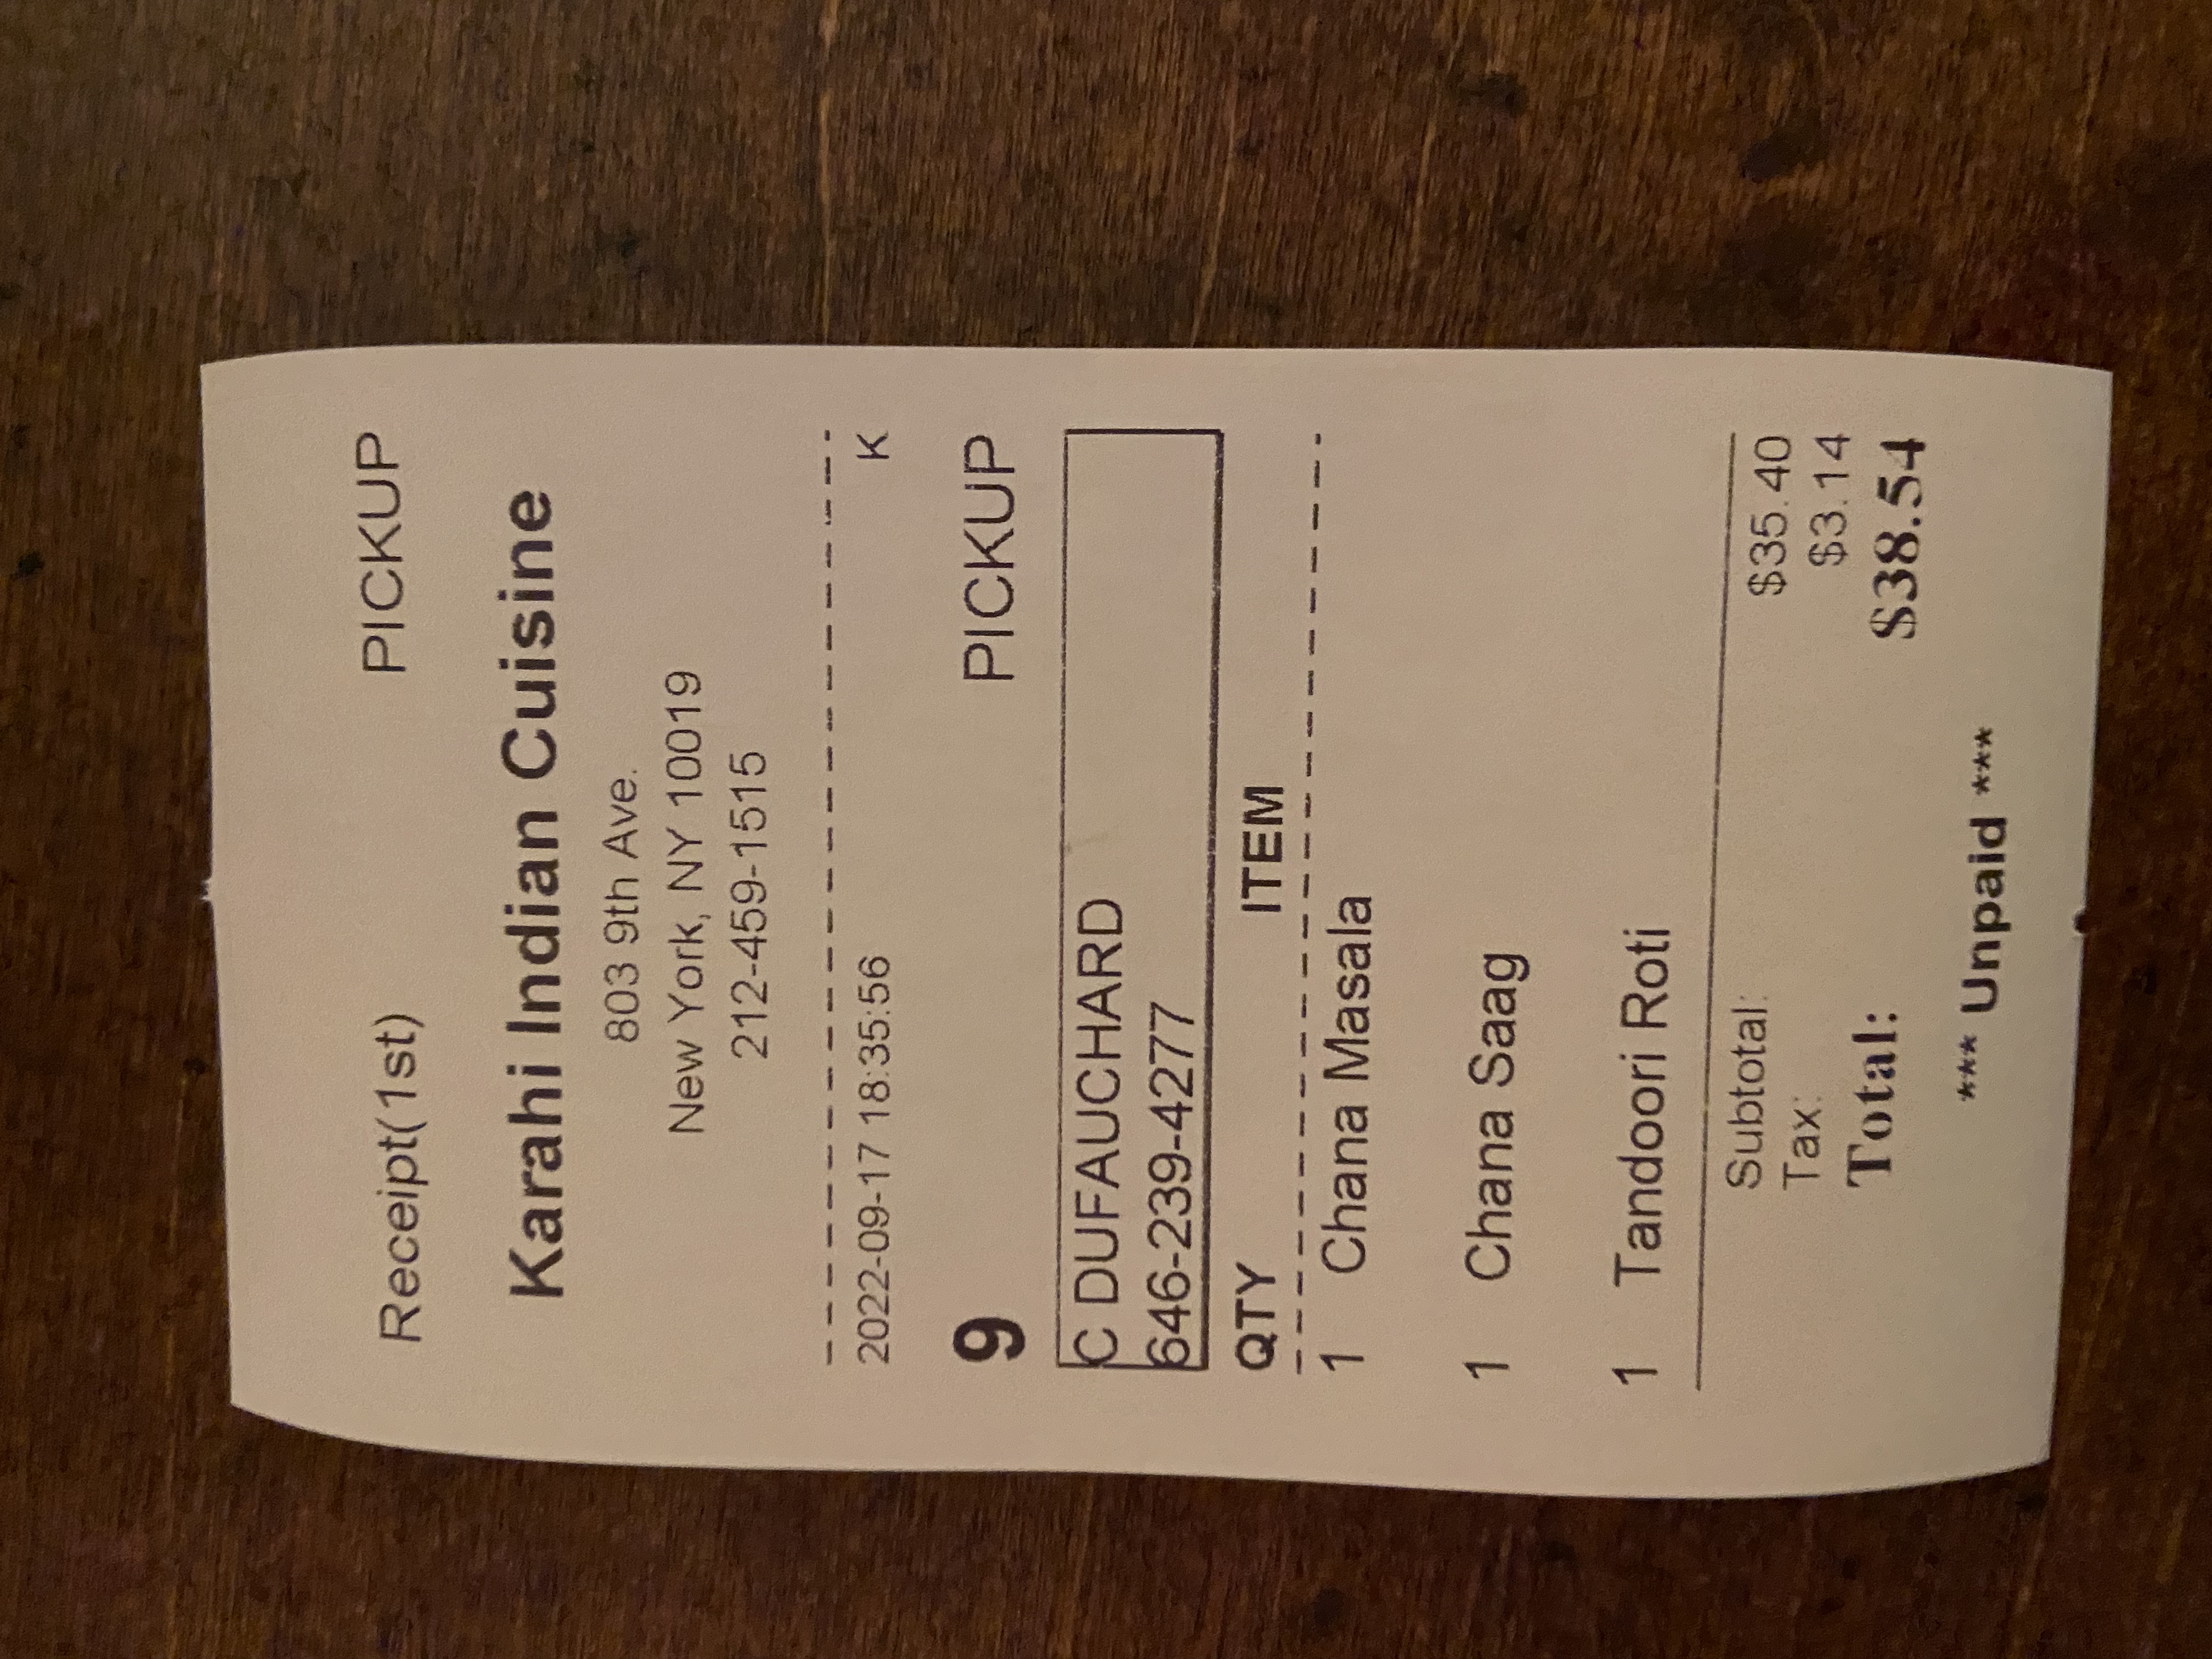 Receipt(1st) PICKUP
Karahi Indian Cuisine
803 9th Ave.
New York, NY 10019
212-459-1515
2022-09-17 18:35:56 K
9 PICKUP
C DUFAUCHARD
646-239-4277
QTY ITEM
1 Chana Masala
1 Chana Saag
1 Tandoori Roti
Subtotal: $35.40
Tax: $3.14
Total: $38.54
*** Unpaid ***